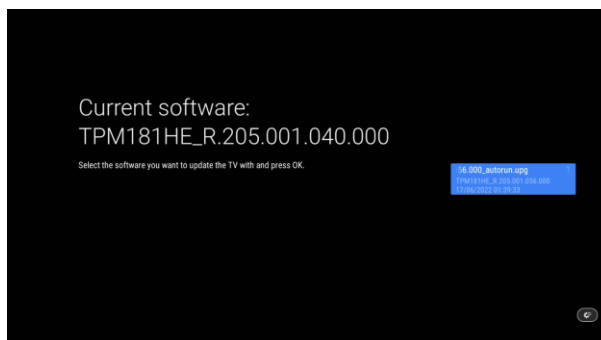 Current software:
TPM181HE_R.205.001.040.000
Select the software you want to update the TV with and press OK.
56.000_autorun.upg 1
TPM181HE_R.205.001.056.000
17/06/2022 01:39:33